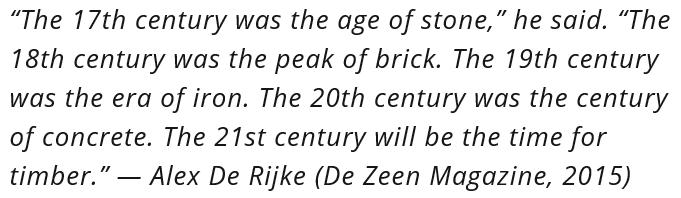 “The 17th century was the age of stone,” he said. “The
18th century was the peak of brick. The 19th century
was the era of iron. The 20th century was the century
of concrete. The 21st century will be the time for
timber.” — Alex De Rijke (De Zeen Magazine, 2015)